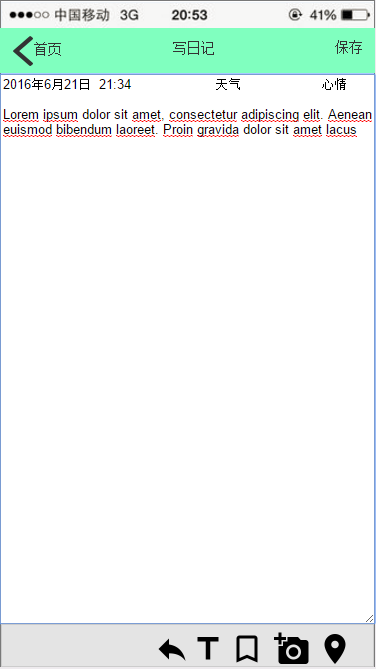 中国移动 3G 20:53 41%
首页 写日记 保存
2016年6月21日 21:34 天气 心情
Lorem ipsum dolor sit amet, consectetur adipiscing elit. Aenean
euismod bibendum laoreet. Proin gravida dolor sit amet lacus
T